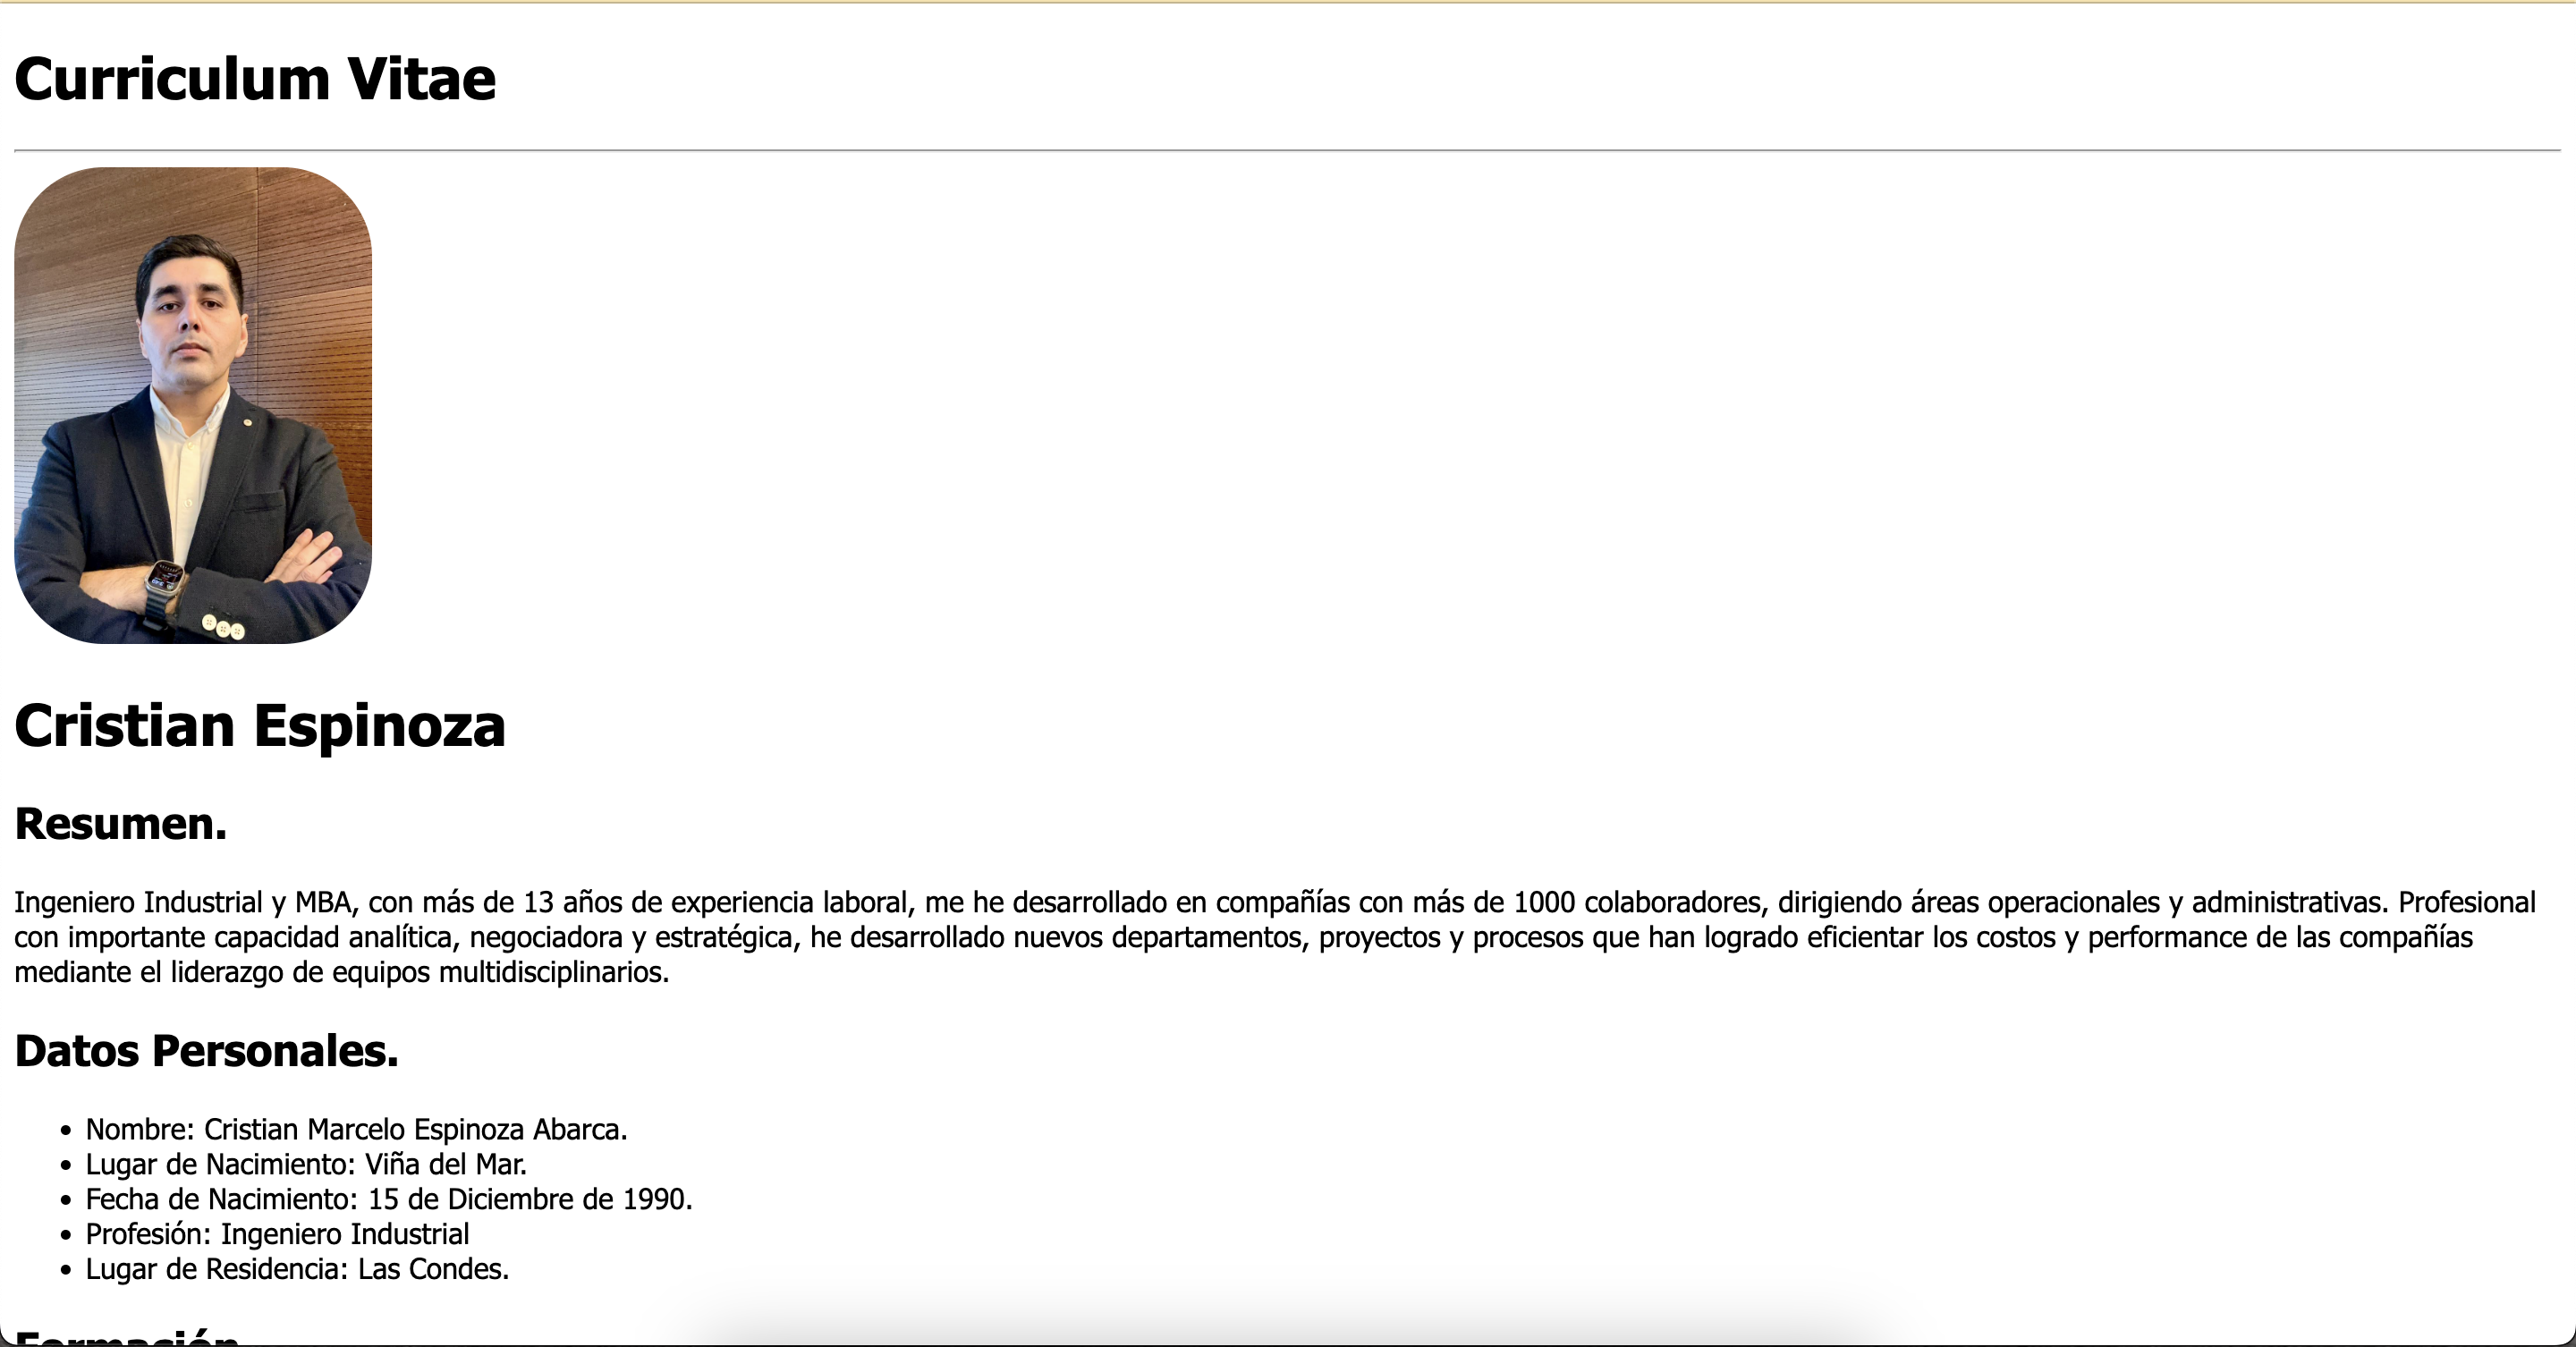 Curriculum Vitae
Cristian Espinoza
Resumen.
Ingeniero Industrial y MBA, con más de 13 años de experiencia laboral, me he desarrollado en compañías con más de 1000 colaboradores, dirigiendo áreas operacionales y administrativas. Profesional
con importante capacidad analítica, negociadora y estratégica, he desarrollado nuevos departamentos, proyectos y procesos que han logrado eficientar los costos y performance de las compañías
mediante el liderazgo de equipos multidisciplinarios.
Datos Personales.
• Nombre: Cristian Marcelo Espinoza Abarca.
• Lugar de Nacimiento: Viña del Mar.
• Fecha de Nacimiento: 15 de Diciembre de 1990.
• Profesión: Ingeniero Industrial
• Lugar de Residencia: Las Condes.
Formación